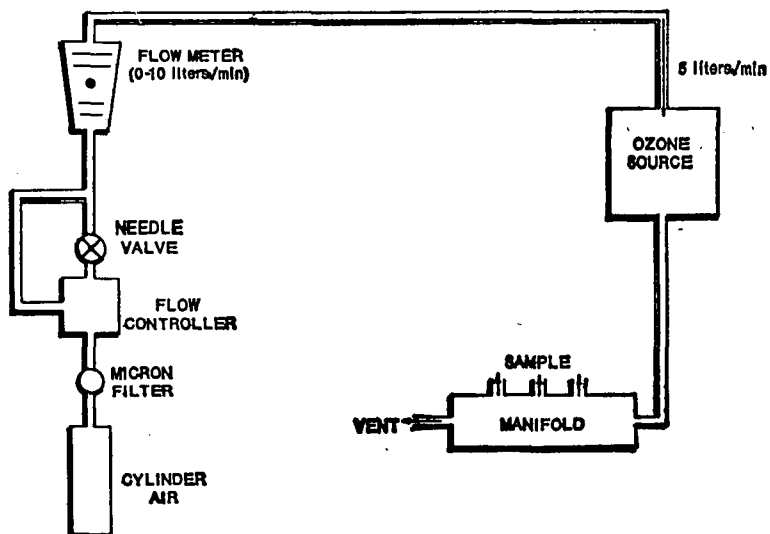 FLOW METER
(0-10 liters/min)
5 liters/min
OZONE
SOURCE
NEEDLE
VALVE
FLOW
CONTROLLER
MICRON
FILTER
SAMPLE
VENT
MANIFOLD
CYLINDER
AIR